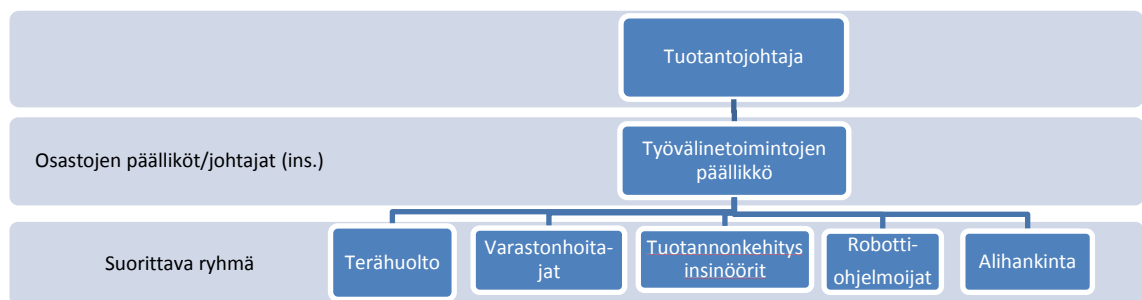 Tuotantojohtaja
Osastojen päälliköt/johtajat (ins.)
Työvälinetoimintojen
päällikkö
Suorittava ryhmä
Terähuolto
Varastonhoita-
jat
Tuotannonkehitys
insinöörit
Robotti-
ohjelmoijat
Alihankinta